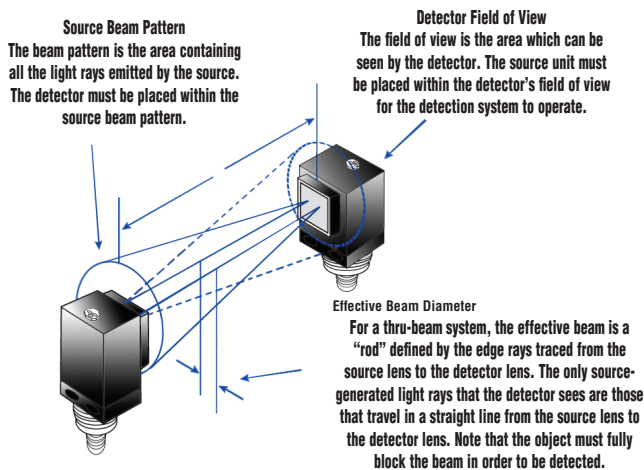 Source Beam Pattern
The beam pattern is the area containing
all the light rays emitted by the source.
The detector must be placed within the
source beam pattern.
Detector Field of View
The field of view is the area which can be
seen by the detector. The source unit must
be placed within the detector’s field of view
for the detection system to operate.
Effective Beam Diameter
For a thru-beam system, the effective beam is a
“rod” defined by the edge rays traced from the
source lens to the detector lens. The only source-
generated light rays that the detector sees are those
that travel in a straight line from the source lens to
the detector lens. Note that the object must fully
block the beam in order to be detected.